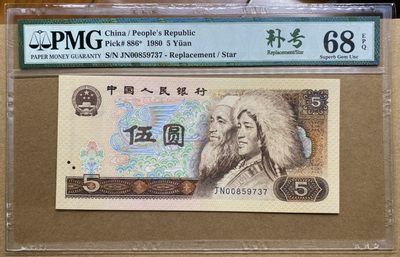 PMG
PAPER MONEY GUARANTY
China / People's Republic
Pick# 886* 1980 5 Yüan
S/N JN00859737 - Replacement / Star
补号
Replacement/Star
68
EPQ
Superb Gem Unc
中国人民银行
5
伍圆
5
JN00859737
5